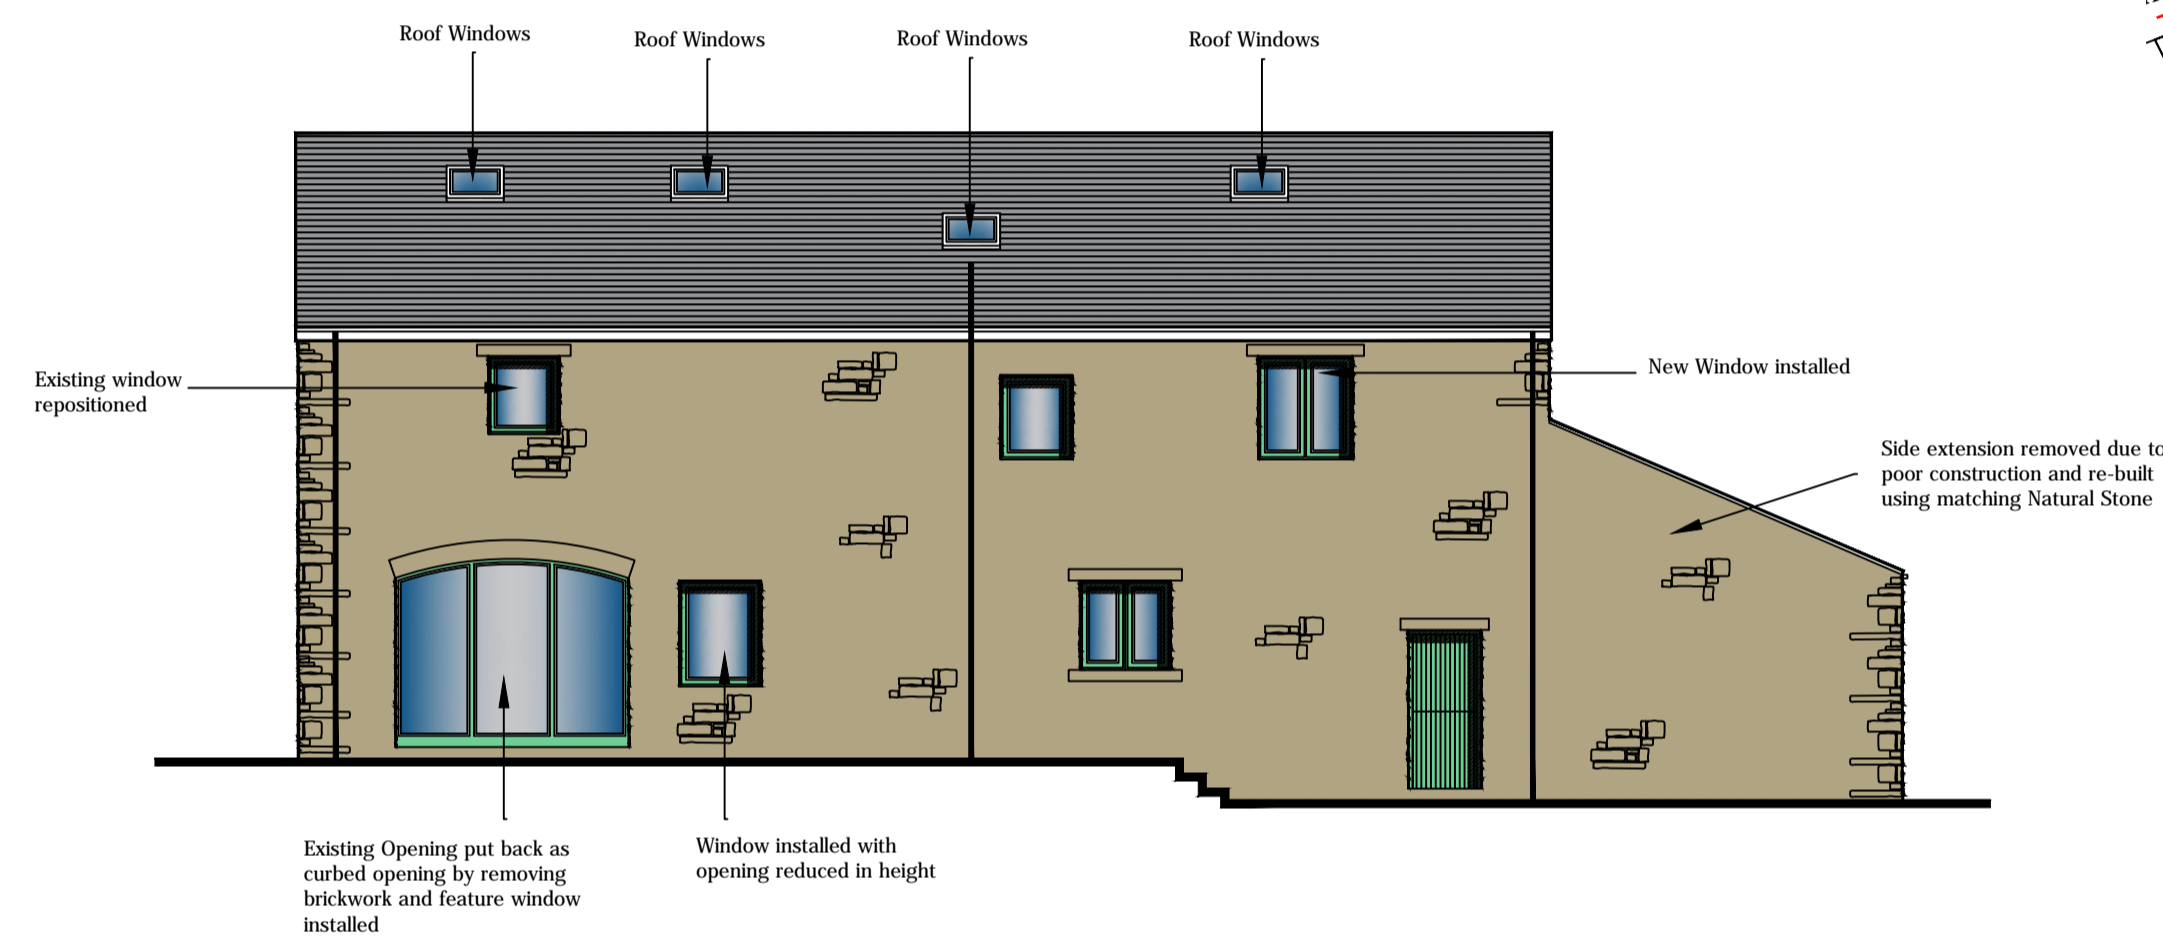 Roof Windows
Roof Windows
Roof Windows
Roof Windows
Existing window
repositioned
New Window installed
Side extension removed due to
poor construction and re-built
using matching Natural Stone
Existing Opening put back as
curbed opening by removing
brickwork and feature window
installed
Window installed with
opening reduced in height